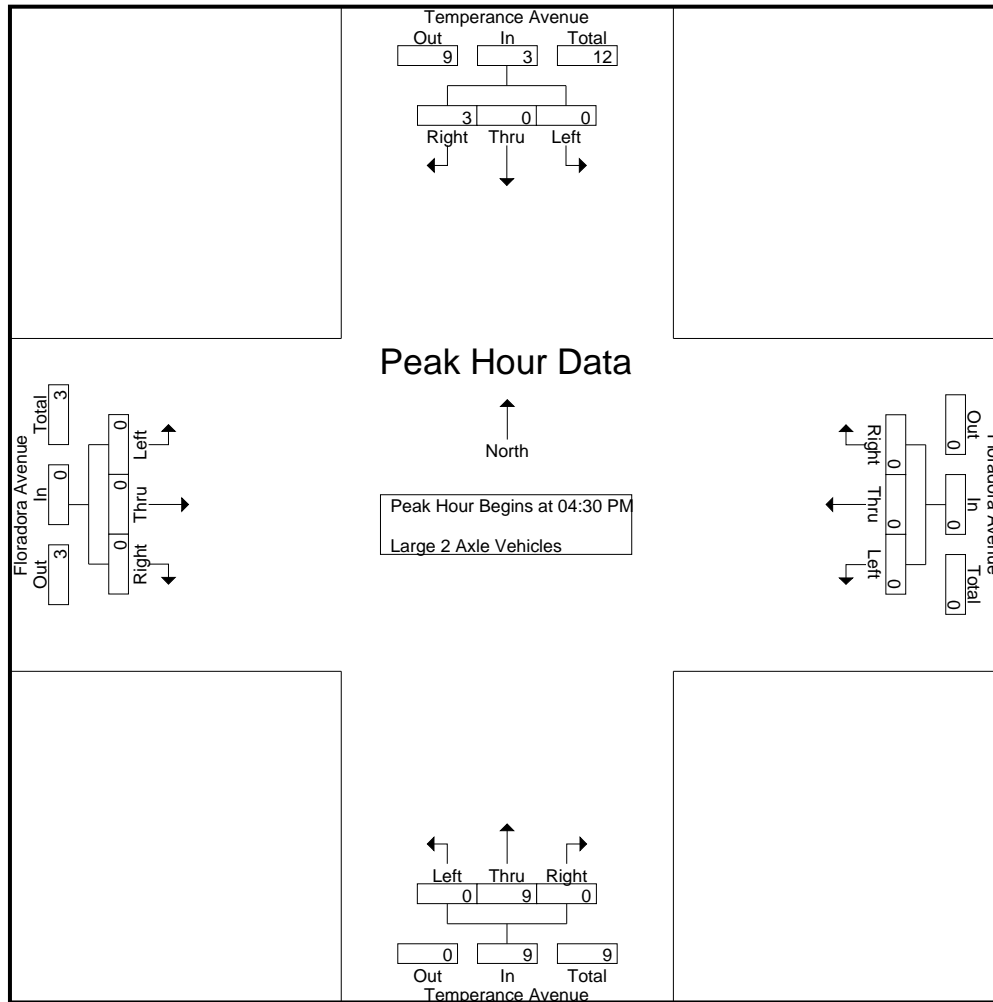 Temperance Avenue
Out In Total
9 3 12
3 0 0
Right Thru Left
Peak Hour Data
North
Peak Hour Begins at 04:30 PM
Large 2 Axle Vehicles
Floradora Avenue
Out In Total
3 0 3
Right Thru Left
0 0 0
Floradora Avenue
Out In Total
0 0 0
Right Thru Left
0 0 0
Left Thru Right
0 9 0
0 9 9
Out In Total
Temperance Avenue